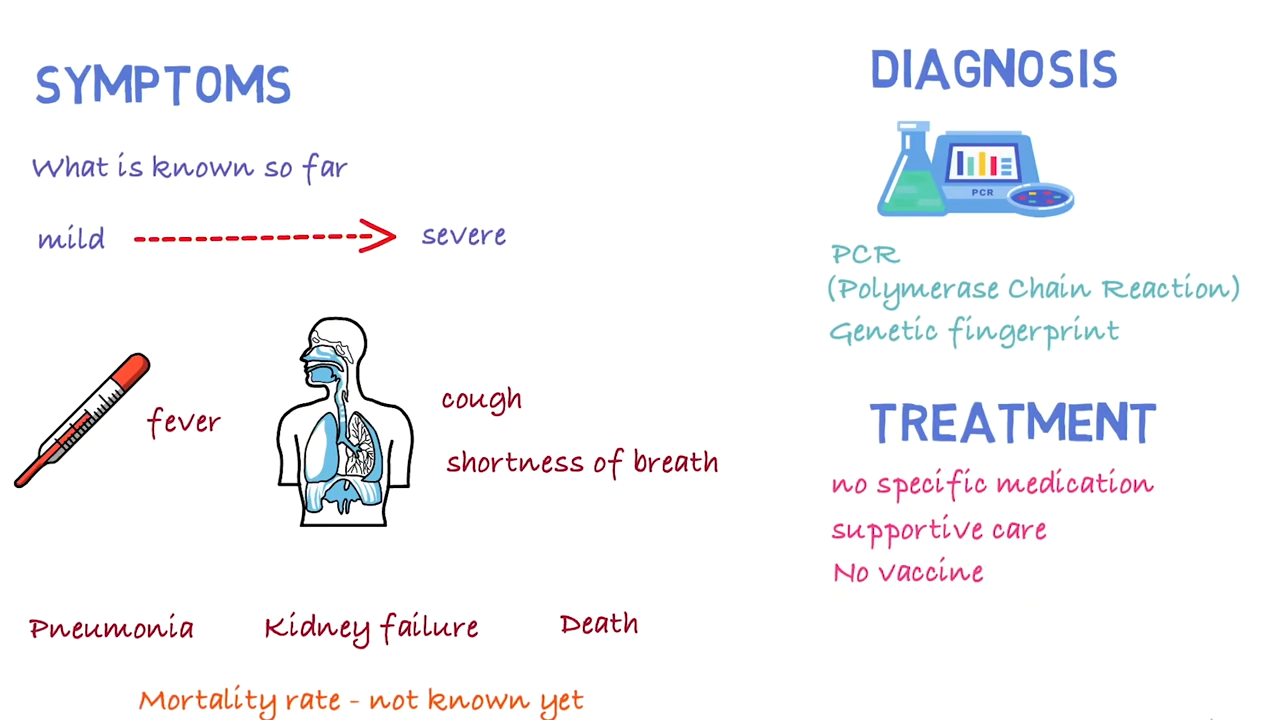 SYMPTOMS
What is known so far
mild
severe
fever
cough
shortness of breath
Pneumonia
Kidney failure
Death
Mortality rate - not known yet
DIAGNOSIS
PCR
PCR
(Polymerase Chain Reaction)
Genetic fingerprint
TREATMENT
no specific medication
supportive care
No vaccine